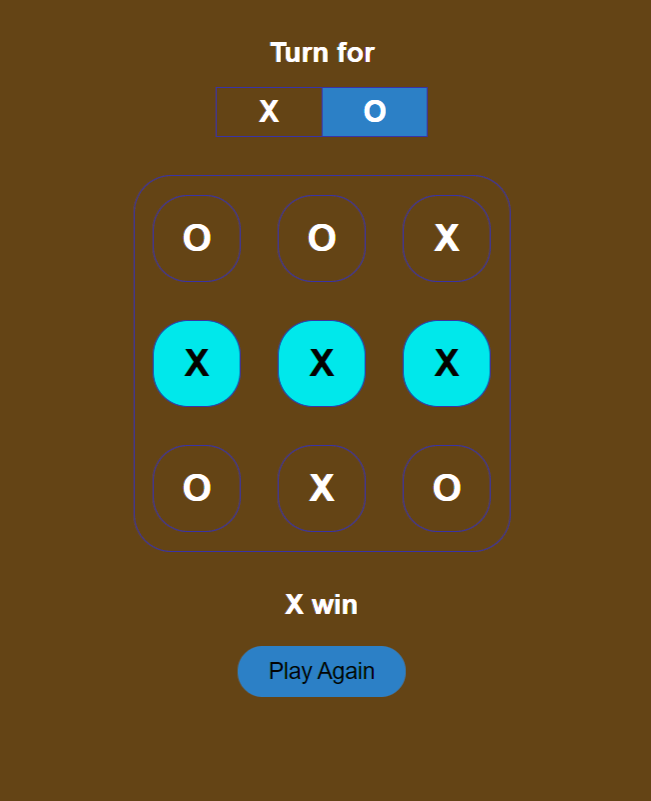 Turn for
X O
O O X
X X X
O X O
X win
Play Again